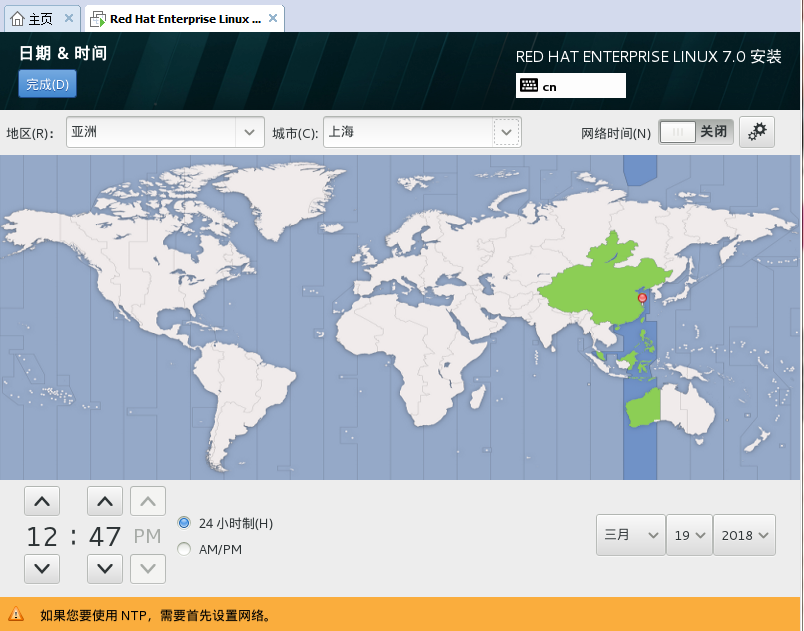 主页
Red Hat Enterprise Linux ...
日期 & 时间
RED HAT ENTERPRISE LINUX 7.0 安装
完成(D)
cn
地区(R): 亚洲 城市(C): 上海 网络时间(N) 关闭
12 : 47 PM
24 小时制(H)
AM/PM
三月 19 2018
如果您要使用 NTP，需要首先设置网络。